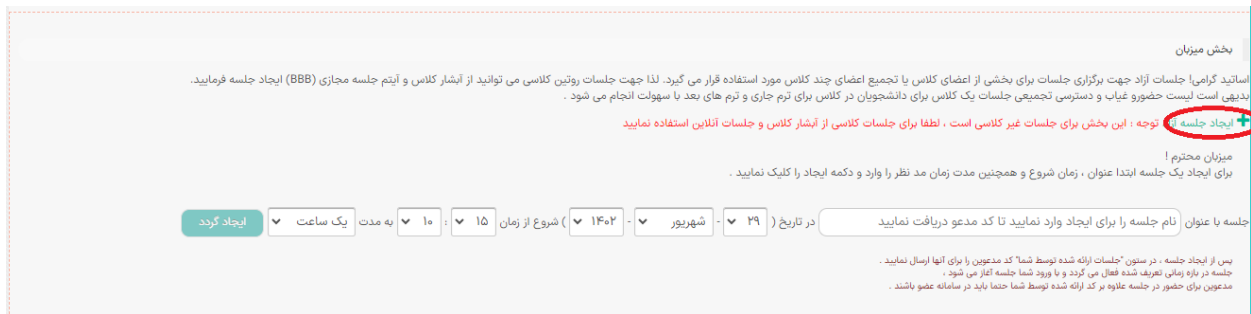 بخش میزبان
اساتید گرامی! جلسات آزاد جهت برگزاری جلسات برای بخشی از اعضای کلاس یا تجمیع اعضای چند کلاس مورد استفاده قرار می گیرد. لذا جهت جلسات روتین کلاسی می توانید از آبشار کلاس و آیتم جلسه مجازی (BBB) ایجاد جلسه فرمایید.
بدیهی است لیست حضورو غیاب و دسترسی تجمیعی جلسات یک کلاس برای دانشجویان در کلاس برای ترم جاری و ترم های بعد با سهولت انجام می شود .
ایجاد جلسه توجه : این بخش برای جلسات غیر کلاسی است ، لطفا برای جلسات کلاسی از آبشار کلاس و جلسات آنلاین استفاده نمایید
میزبان محترم !
برای ایجاد یک جلسه ابتدا عنوان ، زمان شروع و همچنین مدت زمان مد نظر را وارد و دکمه ایجاد را کلیک نمایید .
جلسه با عنوان نام جلسه را برای ایجاد وارد نمایید تا کد مدعو دریافت نمایید در تاریخ ( ۲۹ - شهریور - ۱۴۰۲ ) شروع از زمان ۱۵ : ۱۰ به مدت یک ساعت ایجاد گردد
پس از ایجاد جلسه ، در ستون "جلسات ارائه شده توسط شما" کد مدعوین را برای آنها ارسال نمایید .
جلسه در بازه زمانی تعریف شده فعال می گردد و با ورود شما جلسه آغاز می شود ،
مدعوین برای حضور در جلسه علاوه بر کد ارائه شده توسط شما حتما باید در سامانه عضو باشند .